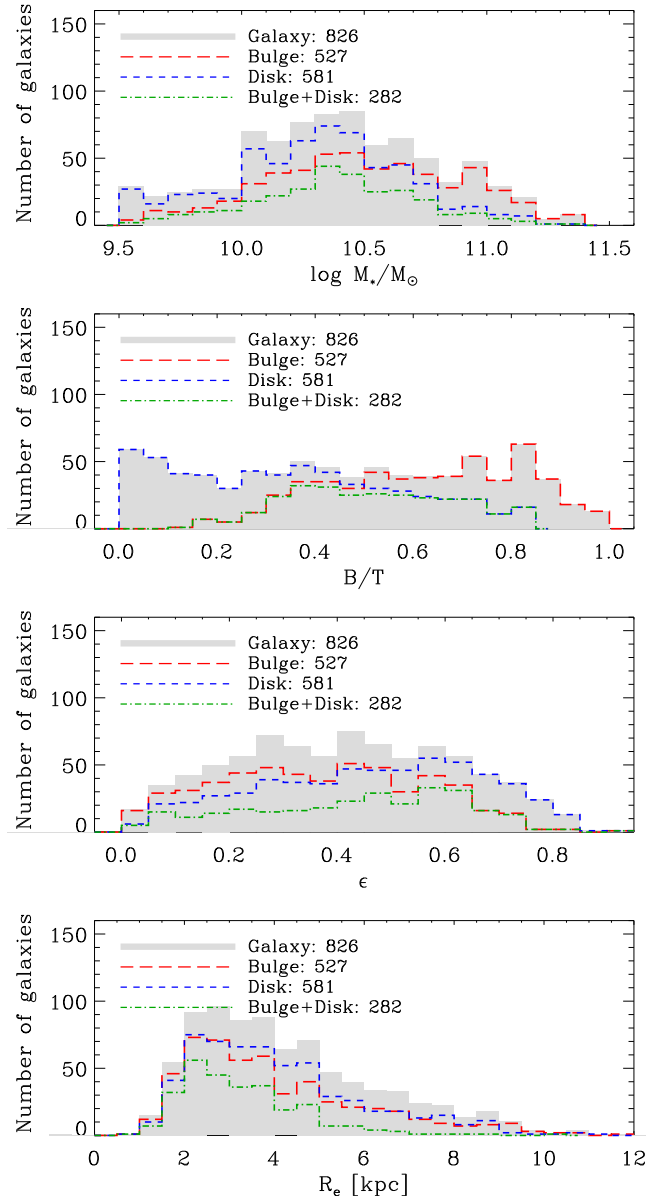 150
100
50
0
Number of galaxies
Galaxy: 826
Bulge: 527
Disk: 581
Bulge+Disk: 282
9.5 10.0 10.5 11.0 11.5
log M*/M⊙
150
100
50
0
Number of galaxies
Galaxy: 826
Bulge: 527
Disk: 581
Bulge+Disk: 282
0.0 0.2 0.4 0.6 0.8 1.0
B/T
150
100
50
0
Number of galaxies
Galaxy: 826
Bulge: 527
Disk: 581
Bulge+Disk: 282
0.0 0.2 0.4 0.6 0.8
ϵ
150
100
50
0
Number of galaxies
Galaxy: 826
Bulge: 527
Disk: 581
Bulge+Disk: 282
0 2 4 6 8 10 12
Re [kpc]